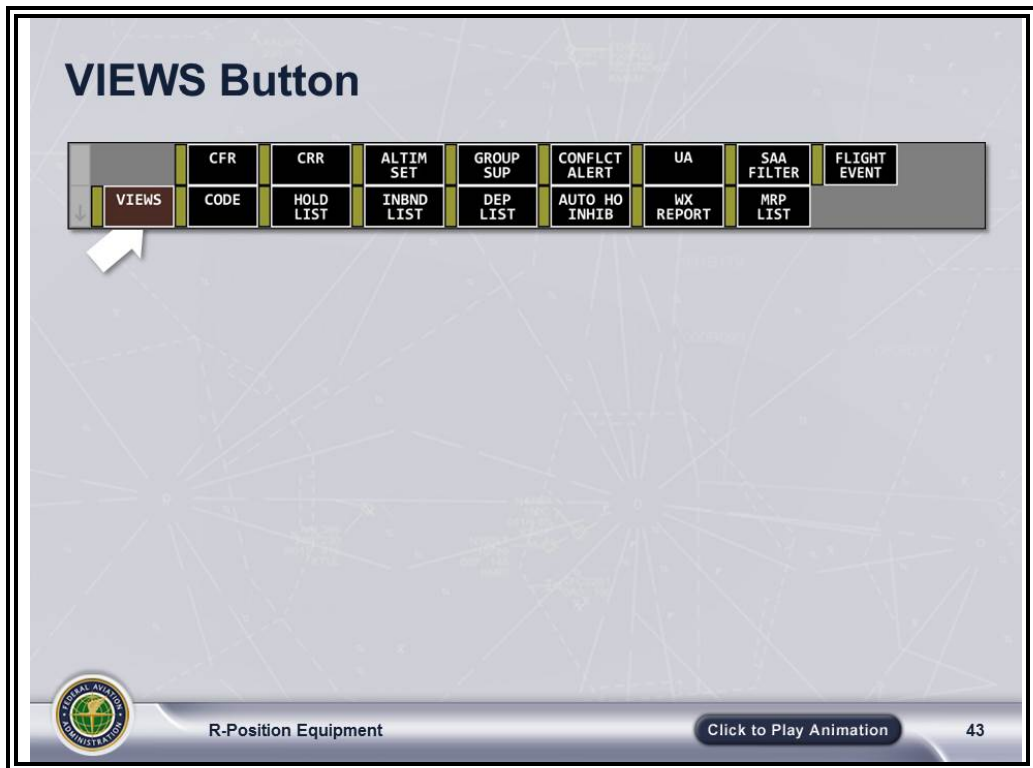 VIEWS Button
CFR CRR ALTIM SET GROUP SUP CONFLCT ALERT UA SAA FILTER FLIGHT EVENT
VIEWS CODE HOLD LIST INBND LIST DEP LIST AUTO HO INHIB WX REPORT MRP LIST
FEDERAL AVIATION ADMINISTRATION
R-Position Equipment
Click to Play Animation
43